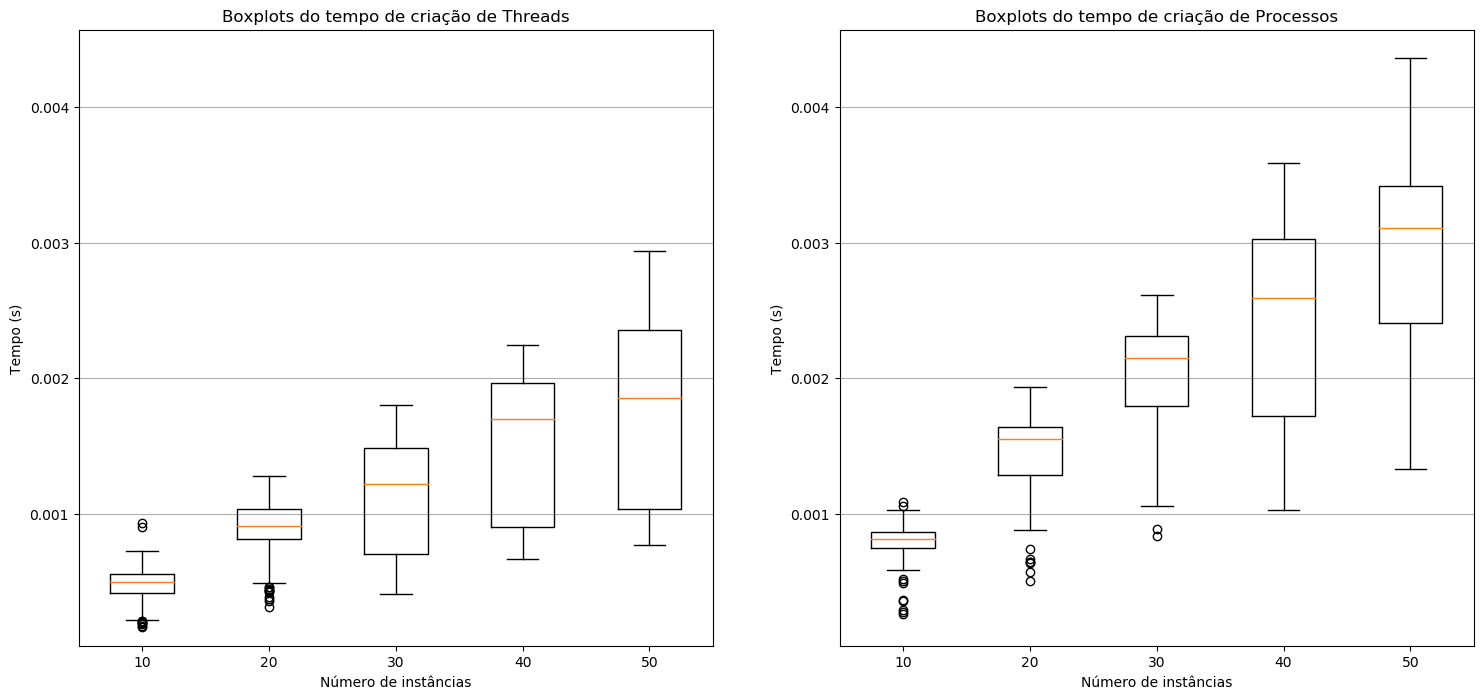 Boxplots do tempo de criação de Threads
0.004
0.003
0.002
0.001
Tempo (s)
10 20 30 40 50
Número de instâncias
Boxplots do tempo de criação de Processos
0.004
0.003
0.002
0.001
Tempo (s)
10 20 30 40 50
Número de instâncias